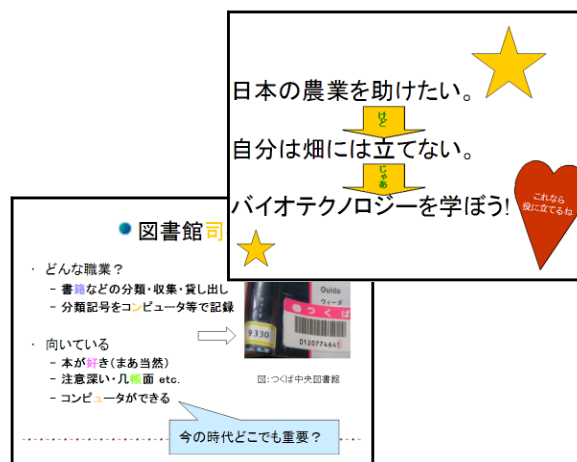 日本の農業を助けたい。
けど
自分は畑には立てない。
じゃあ
バイオテクノロジーを学ぼう!
これなら
役に立てるね
図書館司
・ どんな職業？
− 書籍などの分類・収集・貸し出し
− 分類記号をコンピュータ等で記録
・ 向いている
− 本が好き(まあ当然)
− 注意深い・几帳面 etc.
− コンピュータができる
今の時代どこでも重要？
Ouida
ウィーダ
つくば
9330
0120774641
図:つくば中央図書館